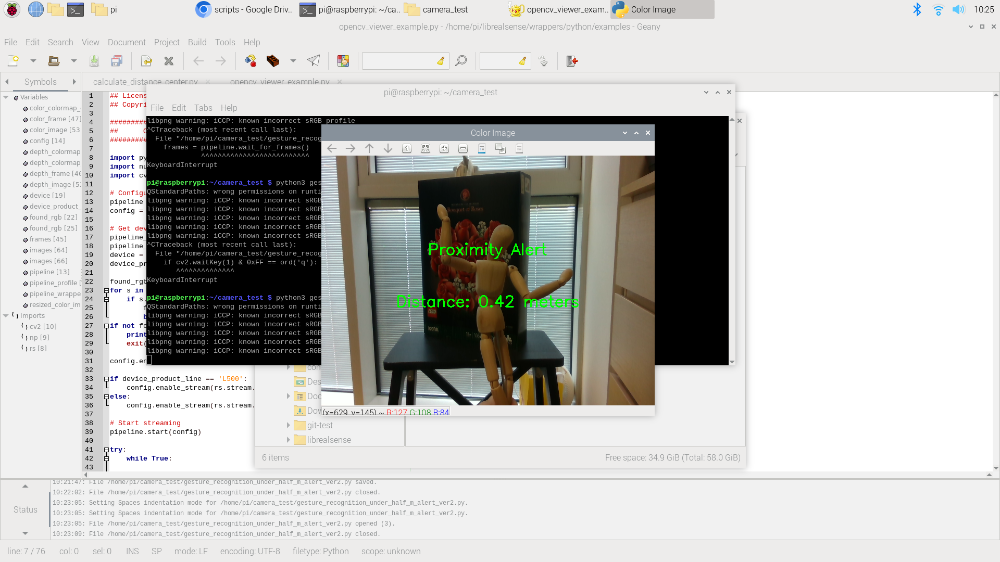 pi
scripts - Google Driv..
pi@raspberrypi: ~/ca..
camera_test
opencv_viewer_exam..
Color Image
10:25
opencv_viewer_example.py - /home/pi/librealsense/wrappers/python/examples - Geany
File Edit Search View Document Project Build Tools Help
Symbols
calculate_distance_center.py
opencv_viewer_example.py
Variables
color_colormap_
color_frame [47]
color_image [53
config [14]
depth_colormap
depth_colormap
depth_frame [46
depth_image [52
device [19]
device_product_
found_rgb [22]
found_rgb [25]
frames [45]
images [64]
images [66]
pipeline [13]
pipeline_profile [
pipeline_wrappe
resized_color_im
Imports
cv2 [10]
np [9]
rs [8]
1 ## Licens
2 ## Copyri
3
4 #########
5 ##      O
6 #########
7
8 import py
9 import nu
10 import cv
11
12 # Configu
13 pipeline
14 config =
15
16 # Get dev
17 pipeline_
18 pipeline_
19 device =
20 device_pr
21
22 found_rgb
23 for s in
24     if s.
25         f
26         b
27 if not fo
28     print
29     exit(
30
31 config.en
32
33 if device_product_line == 'L500':
34     config.enable_stream(rs.stream.
35 else:
36     config.enable_stream(rs.stream.
37
38 # Start streaming
39 pipeline.start(config)
40
41 try:
42     while True:
43
pi@raspberrypi: ~/camera_test
File Edit Tabs Help
libpng warning: iCCP: known incorrect sRGB profile
^CTraceback (most recent call last):
  File "/home/pi/camera_test/gesture_recog
    frames = pipeline.wait_for_frames()
             ^^^^^^^^^^^^^^^^^^^^^^^^^^
KeyboardInterrupt
pi@raspberrypi:~/camera_test $ python3 ges
QStandardPaths: wrong permissions on runti
libpng warning: iCCP: known incorrect sRGB
libpng warning: iCCP: known incorrect sRGB
libpng warning: iCCP: known incorrect sRGB
libpng warning: iCCP: known incorrect sRGB
libpng warning: iCCP: known incorrect sRGB
^CTraceback (most recent call last):
  File "/home/pi/camera_test/gesture_recog
    if cv2.waitKey(1) & 0xFF == ord('q'):
       ^^^^^^^^^^^^^^
KeyboardInterrupt
pi@raspberrypi:~/camera_test $ python3 ges
QStandardPaths: wrong permissions on runti
libpng warning: iCCP: known incorrect sRGB
libpng warning: iCCP: known incorrect sRGB
libpng warning: iCCP: known incorrect sRGB
libpng warning: iCCP: known incorrect sRGB
libpng warning: iCCP: known incorrect sRGB
Color Image
Bouquet of Roses
Proximity Alert
Distance: 0.42 meters
LEGO
ICONS
18+
(x=629, y=145) ~ R:127 G:108 B:84
con
Des
Doc
Dow
git-test
librealsense
6 items
Free space: 34.9 GiB (Total: 58.0 GiB)
Status
10:21:47: File /home/pi/camera_test/gesture_recognition_under_half_m_alert_ver2.py saved.
10:22:02: File /home/pi/camera_test/gesture_recognition_under_half_m_alert_ver2.py closed.
10:23:05: Setting Spaces indentation mode for /home/pi/camera_test/gesture_recognition_under_half_m_alert_ver2.py.
10:23:05: Setting Spaces indentation mode for /home/pi/camera_test/gesture_recognition_under_half_m_alert_ver2.py.
10:23:05: File /home/pi/camera_test/gesture_recognition_under_half_m_alert_ver2.py opened (3).
10:23:09: File /home/pi/camera_test/gesture_recognition_under_half_m_alert_ver2.py closed.
line: 7 / 76 col: 0 sel: 0 INS SP mode: LF encoding: UTF-8 filetype: Python scope: unknown